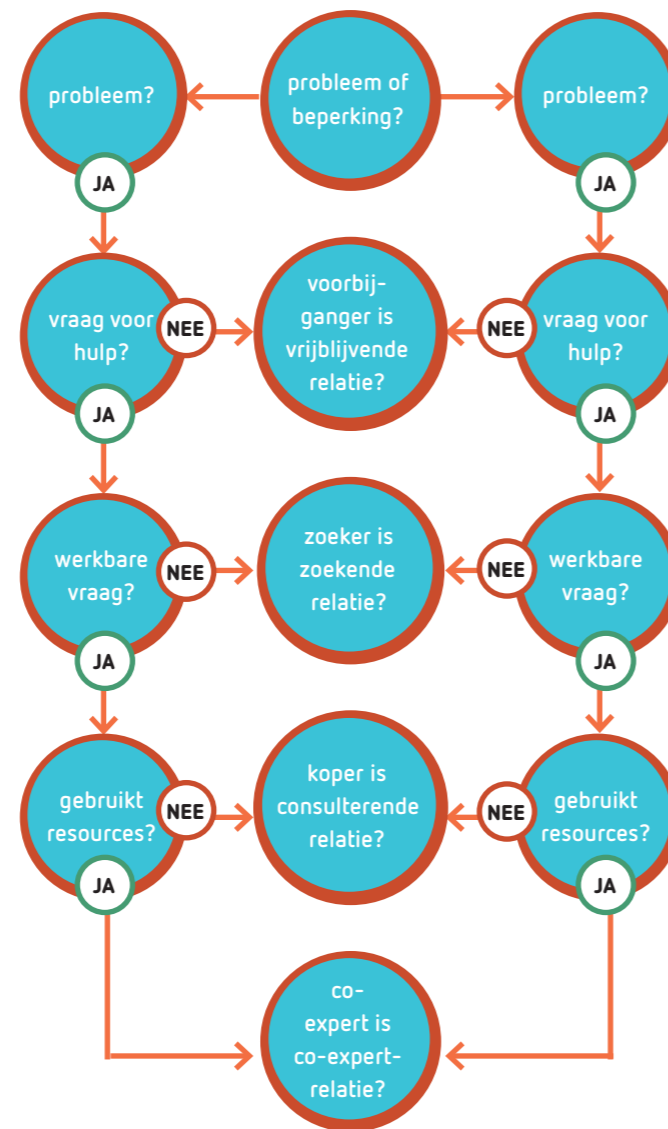 probleem?
probleem of
beperking?
probleem?
JA
JA
vraag voor
hulp?
NEE
voorbij-
ganger is
vrijblijvende
relatie?
NEE
vraag voor
hulp?
JA
JA
werkbare
vraag?
NEE
zoeker is
zoekende
relatie?
NEE
werkbare
vraag?
JA
JA
gebruikt
resources?
NEE
koper is
consulterende
relatie?
NEE
gebruikt
resources?
JA
JA
co-
expert is
co-expert-
relatie?